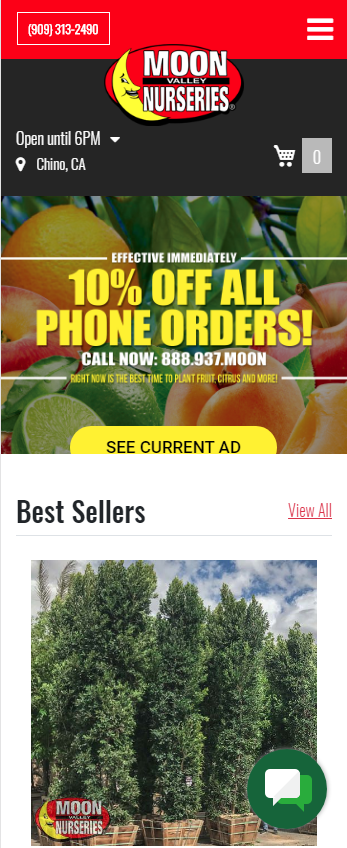 (909) 313-2490
MOON
VALLEY
NURSERIES®
Open until 6PM
Chino, CA
0
EFFECTIVE IMMEDIATELY
10% OFF ALL
PHONE ORDERS!
CALL NOW: 888.937.MOON
RIGHT NOW IS THE BEST TIME TO PLANT FRUIT, CITRUS AND MORE!
SEE CURRENT AD
Best Sellers
View All
MOON
VALLEY
NURSERIES